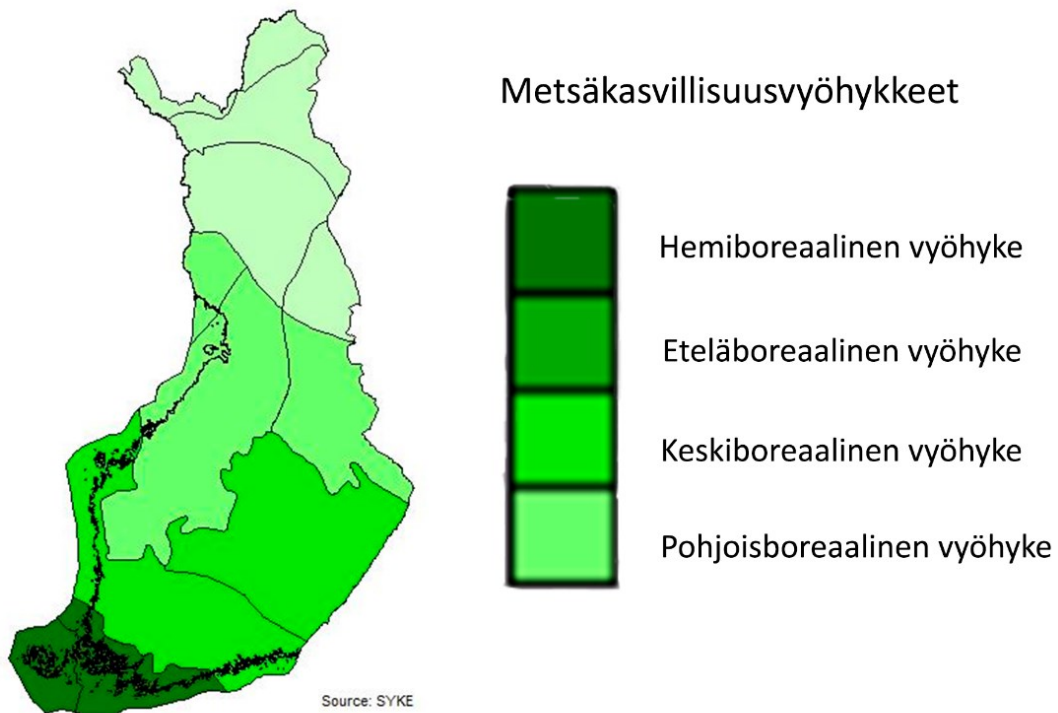 Metsäkasvillisuusvyöhykkeet
Hemiboreaalinen vyöhyke
Eteläboreaalinen vyöhyke
Keskiboreaalinen vyöhyke
Pohjoisboreaalinen vyöhyke
Source: SYKE